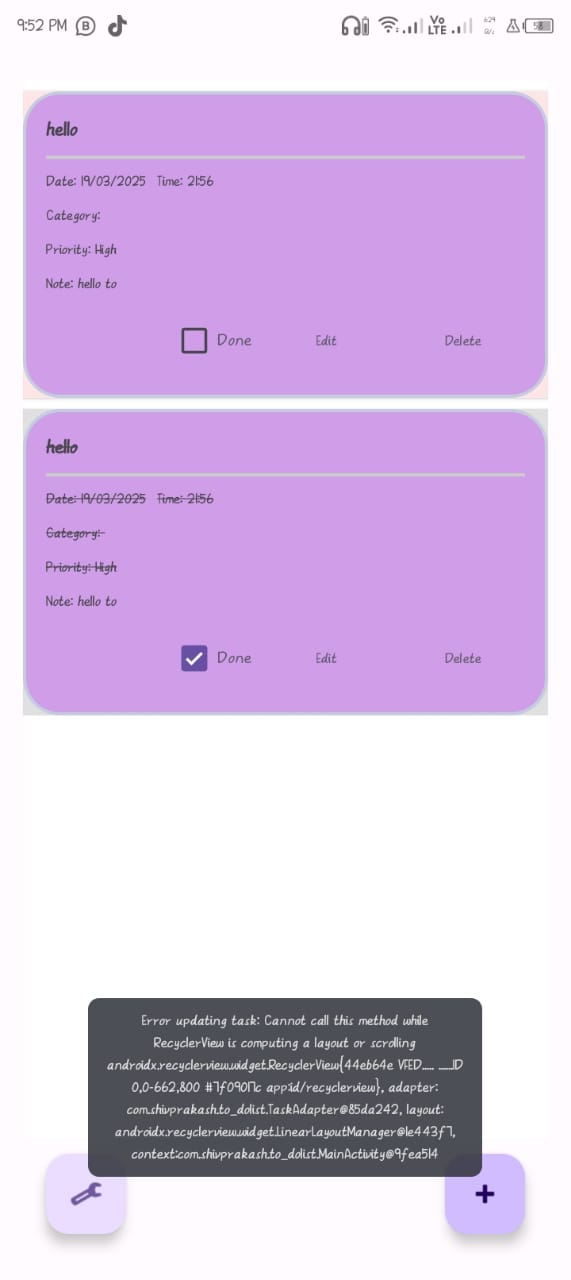 9:52 PM
Vo
LTE
58
hello
Date: 19/03/2025 Time: 21:56
Category:
Priority: High
Note: hello to
Done Edit Delete
hello
Date: 19/03/2025 Time: 21:56
Category:
Priority: High
Note: hello to
Done Edit Delete
Error updating task: Cannot call this method while
RecyclerView is computing a layout or scrolling
androidx.recyclerview.widget.RecyclerView{44eb64e VFED..... ......ID
0,0-662,800 #7f09017c app:id/recyclerview}, adapter:
com.shivprakash.to_dolist.TaskAdapter@85da242, layout:
androidx.recyclerview.widget.LinearLayoutManager@1e443f7,
context:com.shivprakash.to_dolist.MainActivity@9fea514